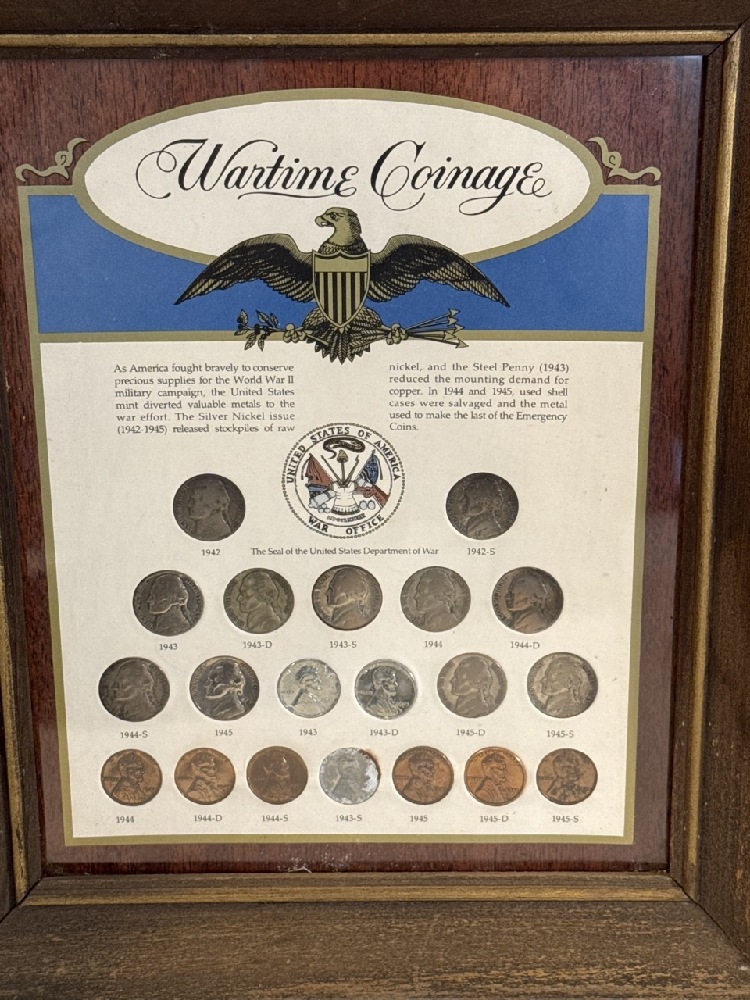 Wartime Coinage
As America fought bravely to conserve
precious supplies for the World War II
military campaign, the United States
mint diverted valuable metals to the
war effort. The Silver Nickel issue
(1942-1945) released stockpiles of raw
nickel, and the Steel Penny (1943)
reduced the mounting demand for
copper. In 1944 and 1945, used shell
cases were salvaged and the metal
used to make the last of the Emergency
Coins.
UNITED STATES OF AMERICA
WAR OFFICE
1942
The Seal of the United States Department of War
1942-S
1943
1943-D
1943-S
1944
1944-D
1944-S
1945
1943
1943-D
1945-D
1945-S
1944
1944-D
1944-S
1943-S
1945
1945-D
1945-S